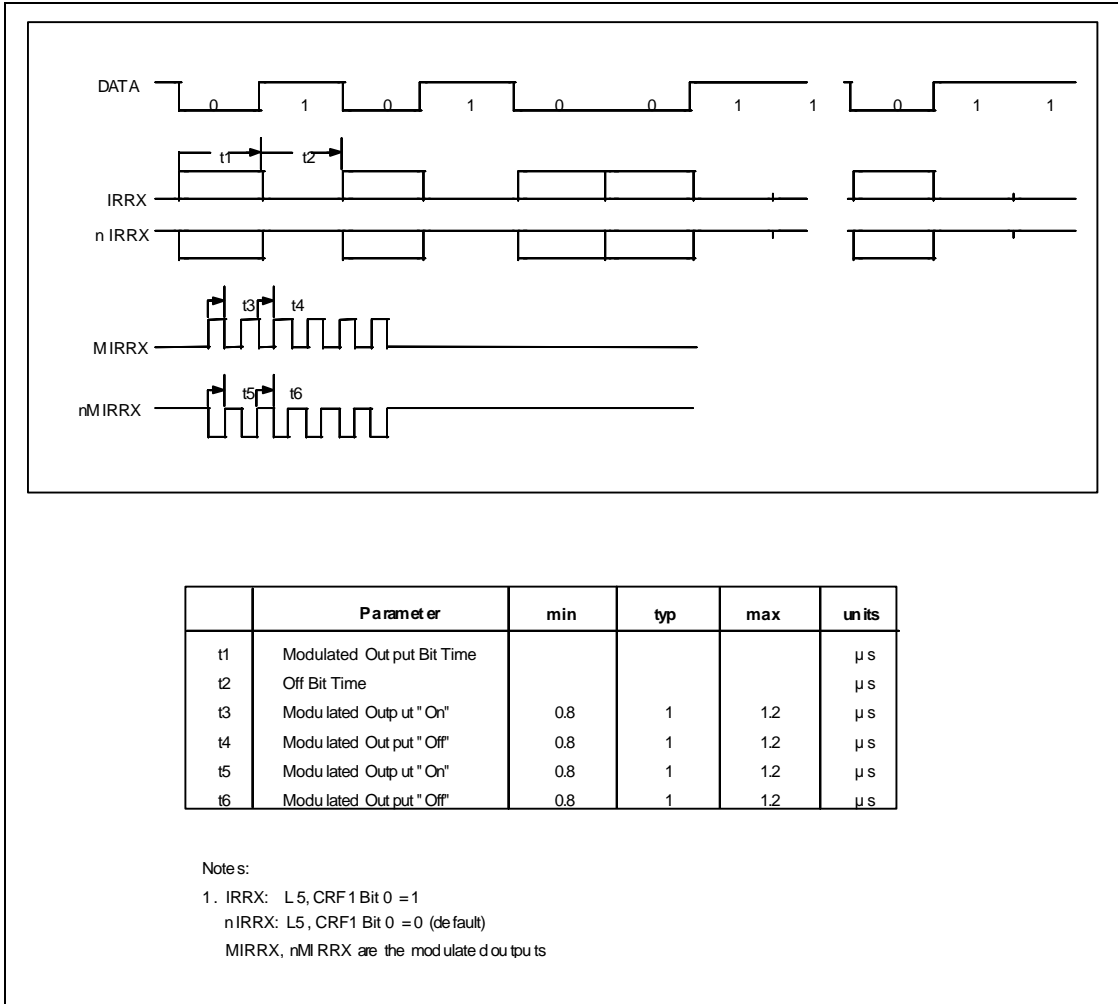 DATA
0 1 0 1 0 0 1 1 0 1 1
t1 t2
IRRX
n IRRX
t3 t4
MIRRX
t5 t6
nMIRRX
Parameter min typ max units
t1 Modulated Output Bit Time µs
t2 Off Bit Time µs
t3 Modulated Output "On" 0.8 1 1.2 µs
t4 Modulated Output "Off" 0.8 1 1.2 µs
t5 Modulated Output "On" 0.8 1 1.2 µs
t6 Modulated Output "Off" 0.8 1 1.2 µs
Notes:
1. IRRX: L5, CRF1 Bit 0 = 1
nIRRX: L5, CRF1 Bit 0 = 0 (default)
MIRRX, nMIRRX are the modulated outputs